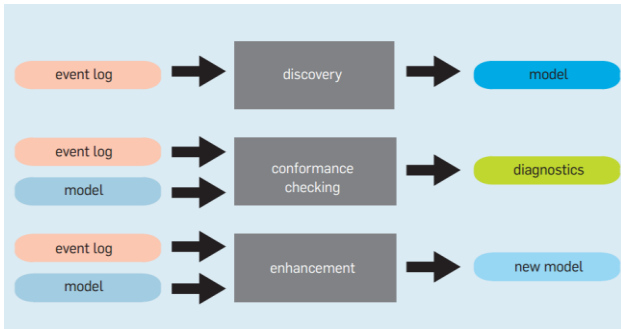 event log
discovery
model
event log
model
conformance
checking
diagnostics
event log
model
enhancement
new model